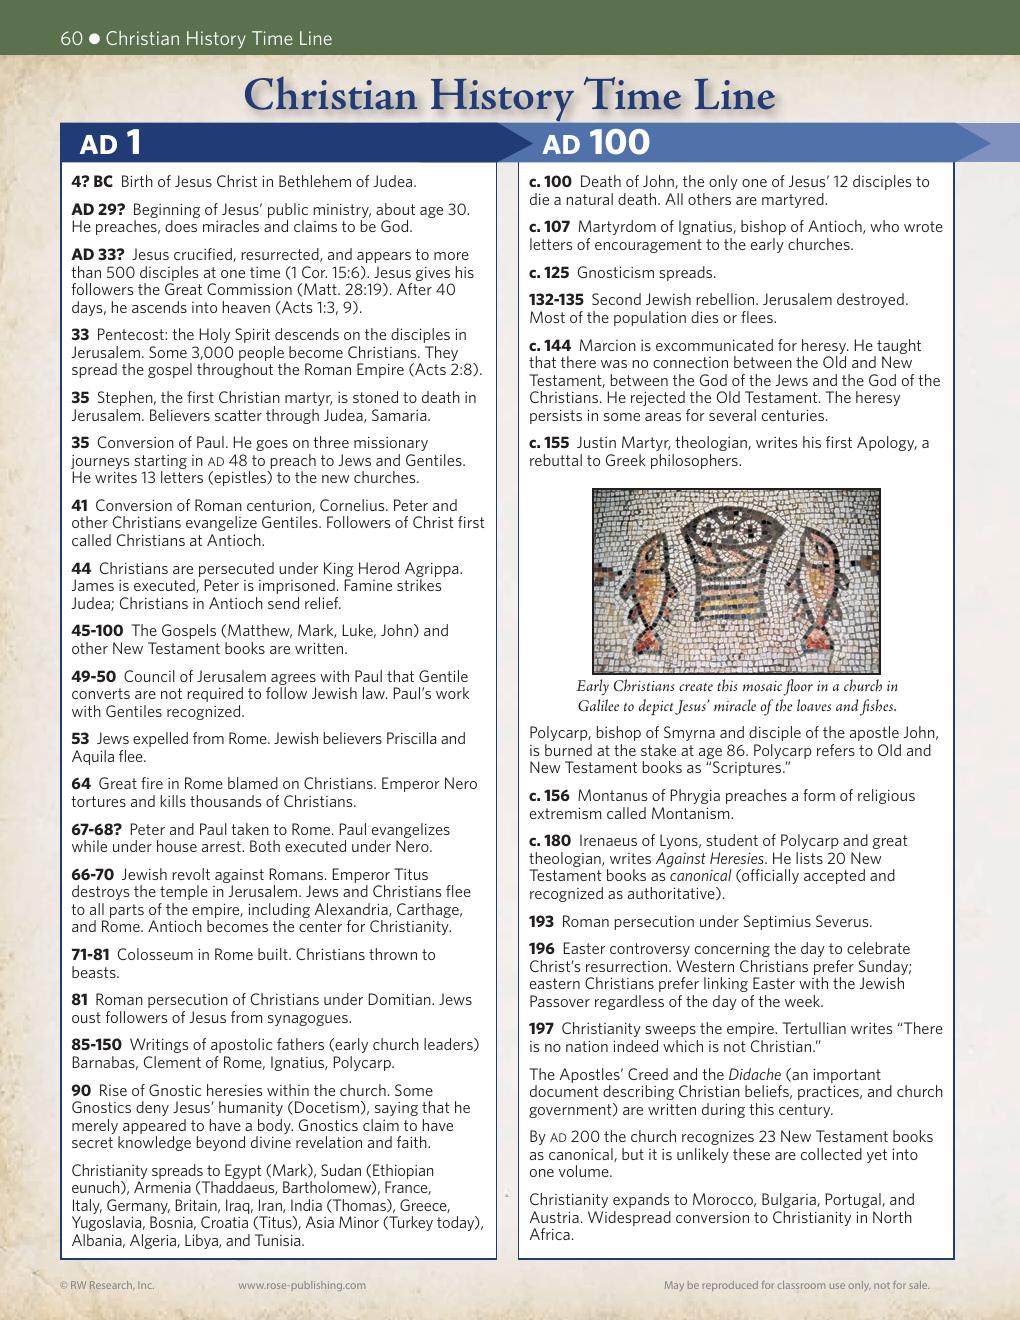 60 ● Christian History Time Line
Christian History Time Line
AD 1
4? BC Birth of Jesus Christ in Bethlehem of Judea.
AD 29? Beginning of Jesus' public ministry, about age 30.
He preaches, does miracles and claims to be God.
AD 33? Jesus crucified, resurrected, and appears to more
than 500 disciples at one time (1 Cor. 15:6). Jesus gives his
followers the Great Commission (Matt. 28:19). After 40
days, he ascends into heaven (Acts 1:3, 9).
33 Pentecost: the Holy Spirit descends on the disciples in
Jerusalem. Some 3,000 people become Christians. They
spread the gospel throughout the Roman Empire (Acts 2:8).
35 Stephen, the first Christian martyr, is stoned to death in
Jerusalem. Believers scatter through Judea, Samaria.
35 Conversion of Paul. He goes on three missionary
journeys starting in AD 48 to preach to Jews and Gentiles.
He writes 13 letters (epistles) to the new churches.
41 Conversion of Roman centurion, Cornelius. Peter and
other Christians evangelize Gentiles. Followers of Christ first
called Christians at Antioch.
44 Christians are persecuted under King Herod Agrippa.
James is executed, Peter is imprisoned. Famine strikes
Judea; Christians in Antioch send relief.
45-100 The Gospels (Matthew, Mark, Luke, John) and
other New Testament books are written.
49-50 Council of Jerusalem agrees with Paul that Gentile
converts are not required to follow Jewish law. Paul's work
with Gentiles recognized.
53 Jews expelled from Rome. Jewish believers Priscilla and
Aquila flee.
64 Great fire in Rome blamed on Christians. Emperor Nero
tortures and kills thousands of Christians.
67-68? Peter and Paul taken to Rome. Paul evangelizes
while under house arrest. Both executed under Nero.
66-70 Jewish revolt against Romans. Emperor Titus
destroys the temple in Jerusalem. Jews and Christians flee
to all parts of the empire, including Alexandria, Carthage,
and Rome. Antioch becomes the center for Christianity.
71-81 Colosseum in Rome built. Christians thrown to
beasts.
81 Roman persecution of Christians under Domitian. Jews
oust followers of Jesus from synagogues.
85-150 Writings of apostolic fathers (early church leaders)
Barnabas, Clement of Rome, Ignatius, Polycarp.
90 Rise of Gnostic heresies within the church. Some
Gnostics deny Jesus' humanity (Docetism), saying that he
merely appeared to have a body. Gnostics claim to have
secret knowledge beyond divine revelation and faith.
Christianity spreads to Egypt (Mark), Sudan (Ethiopian
eunuch), Armenia (Thaddaeus, Bartholomew), France,
Italy, Germany, Britain, Iraq, Iran, India (Thomas), Greece,
Yugoslavia, Bosnia, Croatia (Titus), Asia Minor (Turkey today),
Albania, Algeria, Libya, and Tunisia.
AD 100
c. 100 Death of John, the only one of Jesus' 12 disciples to
die a natural death. All others are martyred.
c. 107 Martyrdom of Ignatius, bishop of Antioch, who wrote
letters of encouragement to the early churches.
c. 125 Gnosticism spreads.
132-135 Second Jewish rebellion. Jerusalem destroyed.
Most of the population dies or flees.
c. 144 Marcion is excommunicated for heresy. He taught
that there was no connection between the Old and New
Testament, between the God of the Jews and the God of the
Christians. He rejected the Old Testament. The heresy
persists in some areas for several centuries.
c. 155 Justin Martyr, theologian, writes his first Apology, a
rebuttal to Greek philosophers.
Early Christians create this mosaic floor in a church in
Galilee to depict Jesus' miracle of the loaves and fishes.
Polycarp, bishop of Smyrna and disciple of the apostle John,
is burned at the stake at age 86. Polycarp refers to Old and
New Testament books as "Scriptures."
c. 156 Montanus of Phrygia preaches a form of religious
extremism called Montanism.
c. 180 Irenaeus of Lyons, student of Polycarp and great
theologian, writes Against Heresies. He lists 20 New
Testament books as canonical (officially accepted and
recognized as authoritative).
193 Roman persecution under Septimius Severus.
196 Easter controversy concerning the day to celebrate
Christ's resurrection. Western Christians prefer Sunday;
eastern Christians prefer linking Easter with the Jewish
Passover regardless of the day of the week.
197 Christianity sweeps the empire. Tertullian writes "There
is no nation indeed which is not Christian."
The Apostles' Creed and the Didache (an important
document describing Christian beliefs, practices, and church
government) are written during this century.
By AD 200 the church recognizes 23 New Testament books
as canonical, but it is unlikely these are collected yet into
one volume.
Christianity expands to Morocco, Bulgaria, Portugal, and
Austria. Widespread conversion to Christianity in North
Africa.
© RW Research, Inc. www.rose-publishing.com May be reproduced for classroom use only, not for sale.